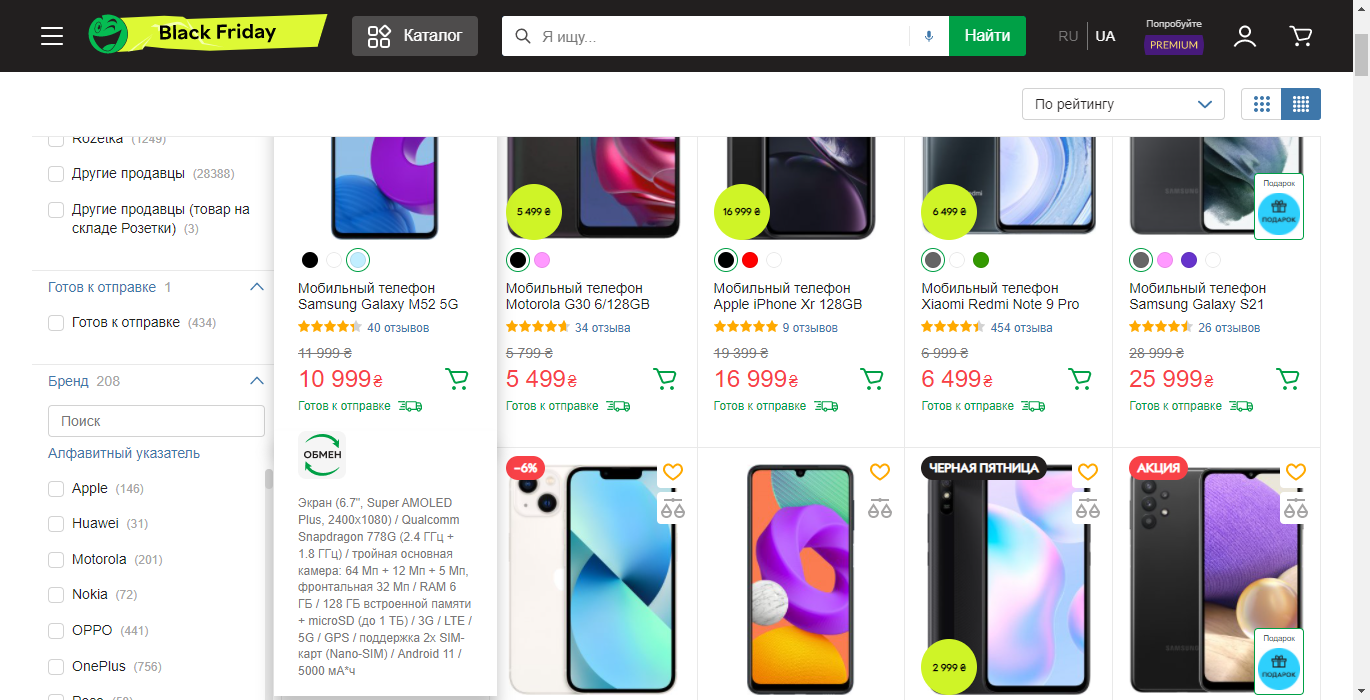 Black Friday
Каталог
Я ищу...
Найти
RU
UA
Попробуйте
PREMIUM
По рейтингу
Rozetka (1249)
Другие продавцы (28388)
Другие продавцы (товар на
складе Розетки) (3)
Готов к отправке 1
Готов к отправке (434)
Бренд 208
Поиск
Алфавитный указатель
Apple (146)
Huawei (31)
Motorola (201)
Nokia (72)
OPPO (441)
OnePlus (756)
Мобильный телефон
Samsung Galaxy M52 5G
40 отзывов
11 999 ₴
10 999 ₴
Готов к отправке
ОБМЕН
Экран (6.7", Super AMOLED
Plus, 2400x1080) / Qualcomm
Snapdragon 778G (2.4 ГГц +
1.8 ГГц) / тройная основная
камера: 64 Мп + 12 Мп + 5 Мп,
фронтальная 32 Мп / RAM 6
ГБ / 128 ГБ встроенной памяти
+ microSD (до 1 ТБ) / 3G / LTE /
5G / GPS / поддержка 2х SIM-
карт (Nano-SIM) / Android 11 /
5000 мА*ч
5 499 ₴
Мобильный телефон
Motorola G30 6/128GB
34 отзыва
5 799 ₴
5 499 ₴
Готов к отправке
16 999 ₴
Мобильный телефон
Apple iPhone Xr 128GB
9 отзывов
19 399 ₴
16 999 ₴
Готов к отправке
6 499 ₴
Мобильный телефон
Xiaomi Redmi Note 9 Pro
454 отзыва
6 999 ₴
6 499 ₴
Готов к отправке
SAMSUNG
Подарок
ПОДАРОК
Мобильный телефон
Samsung Galaxy S21
26 отзывов
28 999 ₴
25 999 ₴
Готов к отправке
−6%
ЧЕРНАЯ ПЯТНИЦА
2 999 ₴
АКЦИЯ
SAMSUNG
Подарок
ПОДАРОК